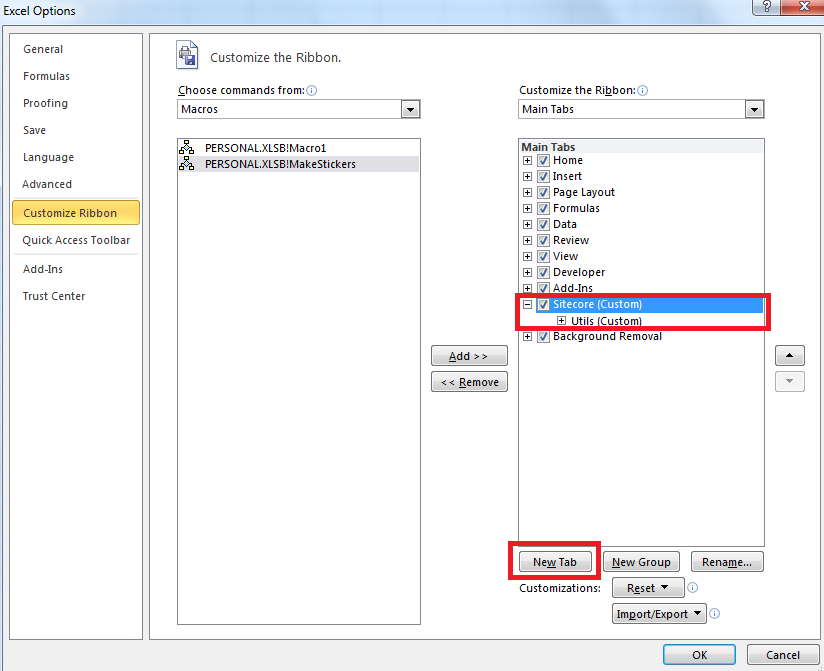 Excel Options
?
General
Formulas
Proofing
Save
Language
Advanced
Customize Ribbon
Quick Access Toolbar
Add-Ins
Trust Center
Customize the Ribbon.
Choose commands from:
Macros
PERSONAL.XLSB!Macro1
PERSONAL.XLSB!MakeStickers
Add >>
<< Remove
Customize the Ribbon:
Main Tabs
Main Tabs
Home
Insert
Page Layout
Formulas
Data
Review
View
Developer
Add-Ins
Sitecore (Custom)
Utils (Custom)
Background Removal
New Tab New Group Rename...
Customizations: Reset
Import/Export
OK Cancel